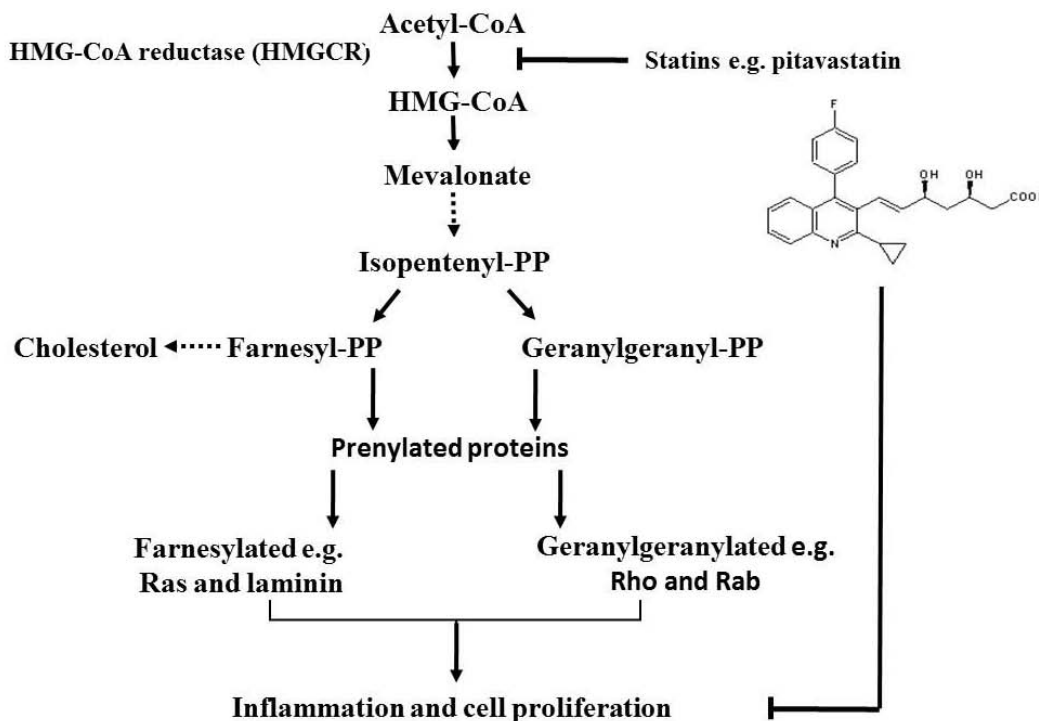 Acetyl-CoA
HMG-CoA reductase (HMGCR)
Statins e.g. pitavastatin
HMG-CoA
F
OH OH
COO
N
Mevalonate
Isopentenyl-PP
Cholesterol
Farnesyl-PP
Geranylgeranyl-PP
Prenylated proteins
Farnesylated e.g.
Ras and laminin
Geranylgeranylated e.g.
Rho and Rab
Inflammation and cell proliferation